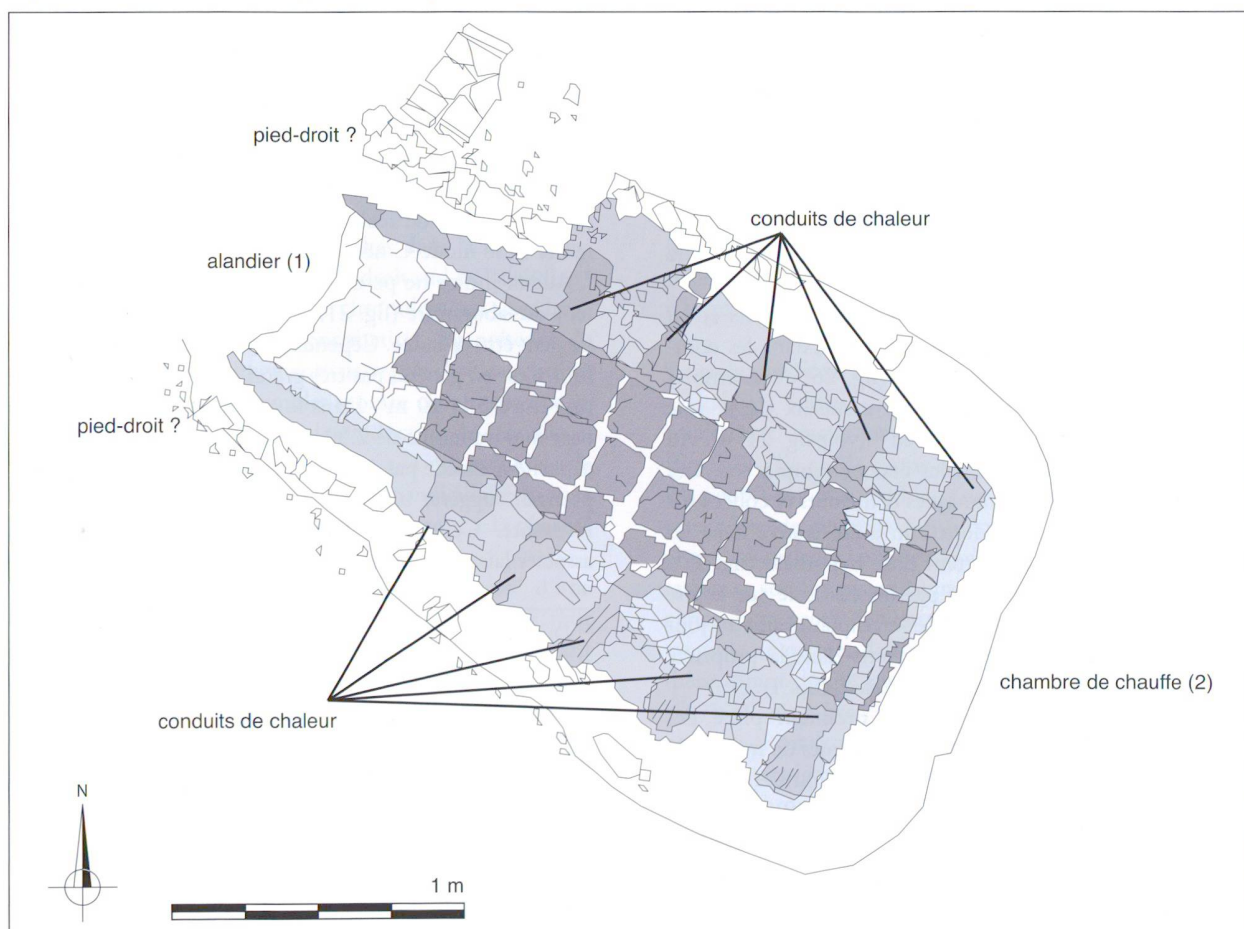 pied-droit ?
conduits de chaleur
alandier (1)
pied-droit ?
chambre de chauffe (2)
conduits de chaleur
N
1 m